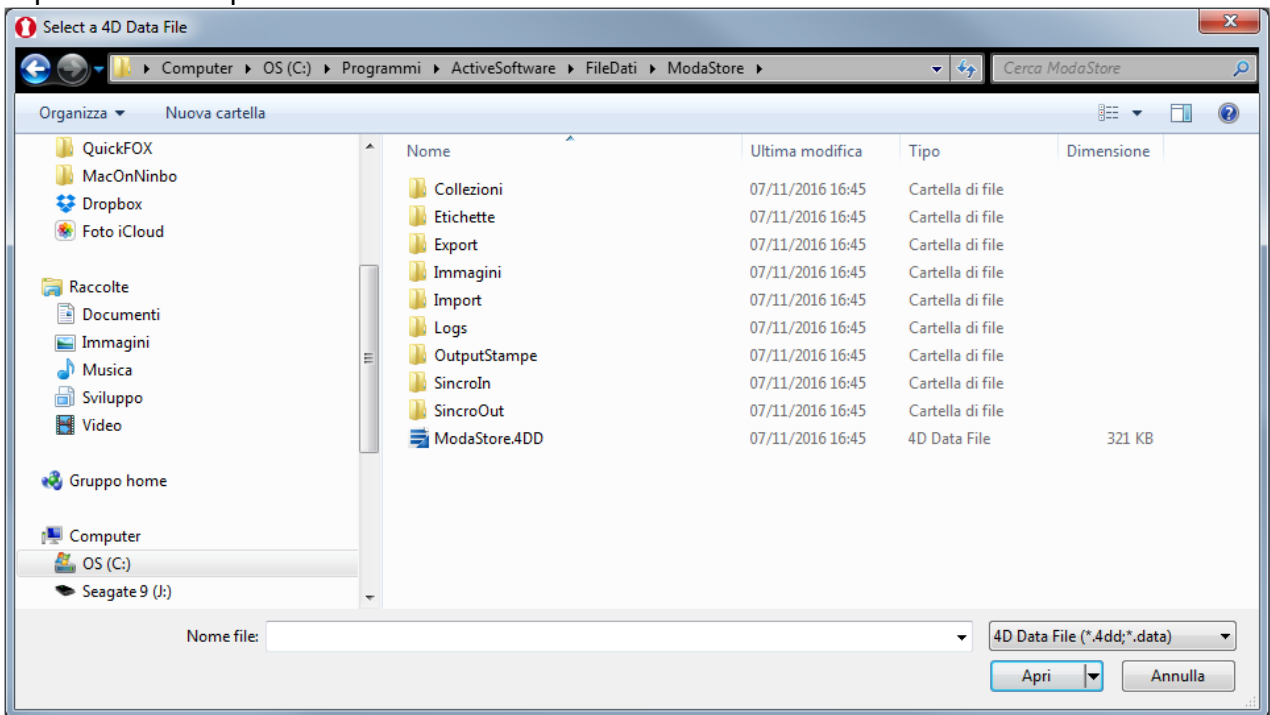 Select a 4D Data File
Computer OS (C:) Programmi ActiveSoftware FileDati ModaStore
Cerca ModaStore
Organizza Nuova cartella
QuickFOX
MacOnNinbo
Dropbox
Foto iCloud
Raccolte
Documenti
Immagini
Musica
Sviluppo
Video
Gruppo home
Computer
OS (C:)
Seagate 9 (J:)
Nome Ultima modifica Tipo Dimensione
Collezioni 07/11/2016 16:45 Cartella di file
Etichette 07/11/2016 16:45 Cartella di file
Export 07/11/2016 16:45 Cartella di file
Immagini 07/11/2016 16:45 Cartella di file
Import 07/11/2016 16:45 Cartella di file
Logs 07/11/2016 16:45 Cartella di file
OutputStampe 07/11/2016 16:45 Cartella di file
SincroIn 07/11/2016 16:45 Cartella di file
SincroOut 07/11/2016 16:45 Cartella di file
ModaStore.4DD 07/11/2016 16:45 4D Data File 321 KB
Nome file:
4D Data File (*.4dd;*.data)
Apri Annulla